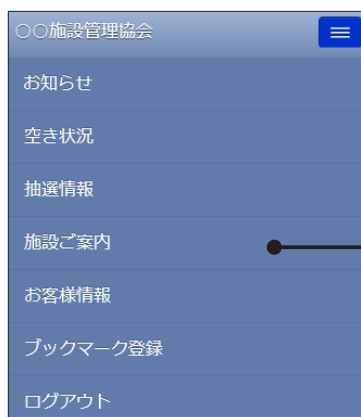 〇〇施設管理協会
お知らせ
空き状況
抽選情報
施設ご案内
お客様情報
ブックマーク登録
ログアウト